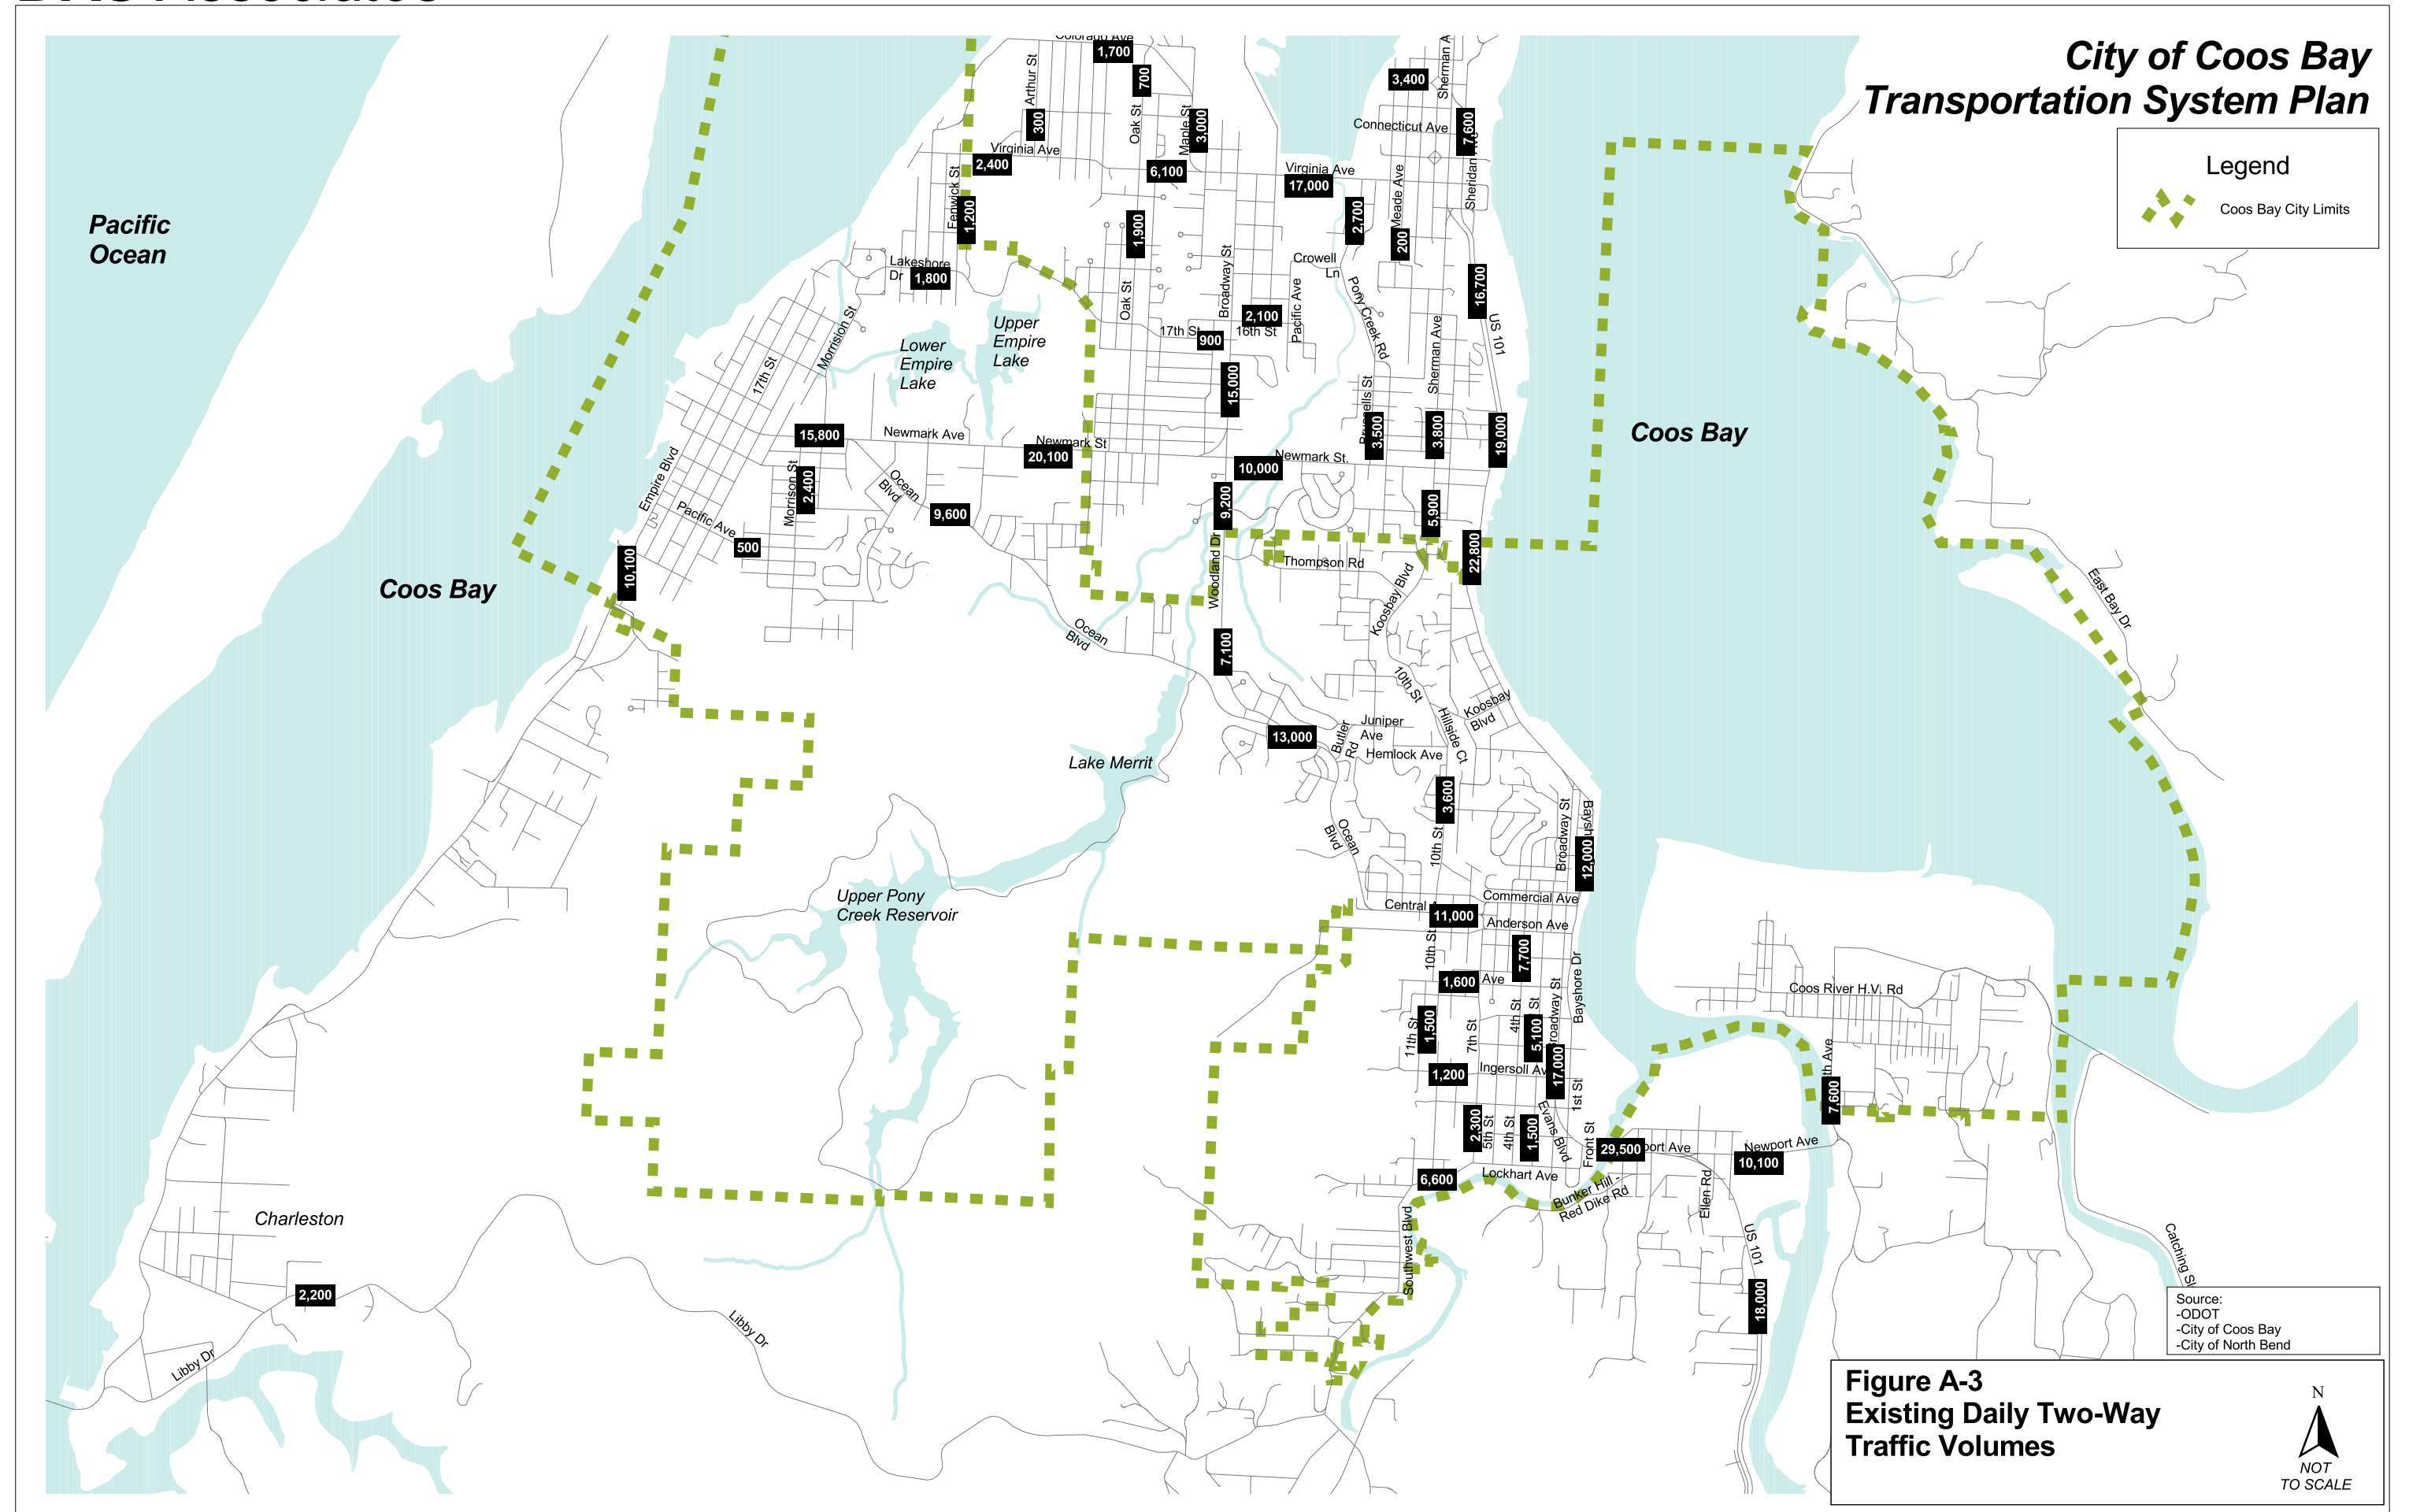 City of Coos Bay
Transportation System Plan
Legend
Coos Bay City Limits
Pacific
Ocean
Coos Bay
Coos Bay
1,700
700
Arthur St
300
Oak St
Maple St
3,000
3,400
Connecticut Ave
7,600
Virginia Ave
2,400
6,100
Virginia Ave
17,000
Fenwick St
1,200
1,900
2,700
Meade Ave
200
Lakeshore
Dr
1,800
Oak St
Broadway St
Crowell
Ln
16,700
US 101
Pacific Ave
Pony Creek Rd
2,100
17th St
16th St
900
Sherman Ave
Morrision St
17th St
Lower
Empire
Lake
Upper
Empire
Lake
15,000
15,800
Newmark Ave
Newmark St
20,100
10,000
Newmark St.
3,500
3,800
19,000
Empire Blvd
Morrison St
2,400
Ocean
Blvd
9,600
9,200
5,900
Pacific Ave
500
10,100
Woodland Dr
Thompson Rd
22,800
Koosbay Blvd
Ocean
Blvd
7,100
10th St
Koosbay
Blvd
Hillside Ct
Juniper
Ave
Butler
Rd
Hemlock Ave
13,000
Lake Merrit
3,600
10th St
Ocean
Blvd
Broadway St
12,000
Upper Pony
Creek Reservoir
Commercial Ave
Central
11,000
Anderson Ave
10th St
7,700
1,600
Ave
Bayshore Dr
11th St
1,500
7th St
4th St
St
5,100
17,000
1,200
Ingersoll
1st St
2,300
5th St
4th St
1,500
Evans Blvd
Front St
29,500
Newport Ave
10,100
6,600
Lockhart Ave
Bunker Hill -
Red Dike Rd
Ellen Rd
Southwest Blvd
US 101
18,000
Coos River H.V. Rd
7,600
East Bay Dr
Charleston
2,200
Libby Dr
Libby Dr
Source:
-ODOT
-City of Coos Bay
-City of North Bend
Figure A-3
Existing Daily Two-Way
Traffic Volumes
N
NOT
TO SCALE